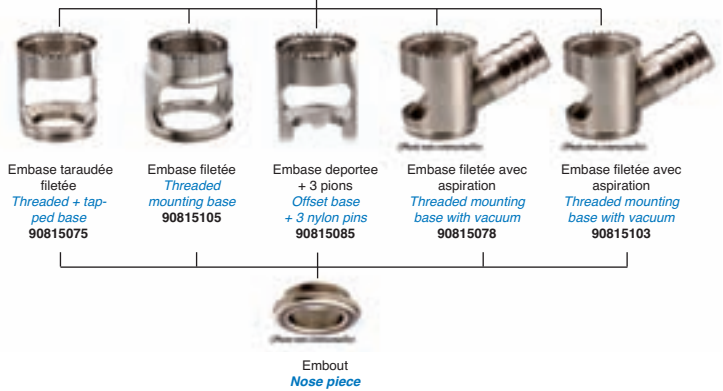 Embase taraudée
filetée
Threaded + tap-
ped base
90815075
Embase filetée
Threaded
mounting base
90815105
Embase deportee
+ 3 pions
Offset base
+ 3 nylon pins
90815085
Embase filetée avec
aspiration
Threaded mounting
base with vacuum
90815078
Embase filetée avec
aspiration
Threaded mounting
base with vacuum
90815103
Embout
Nose piece